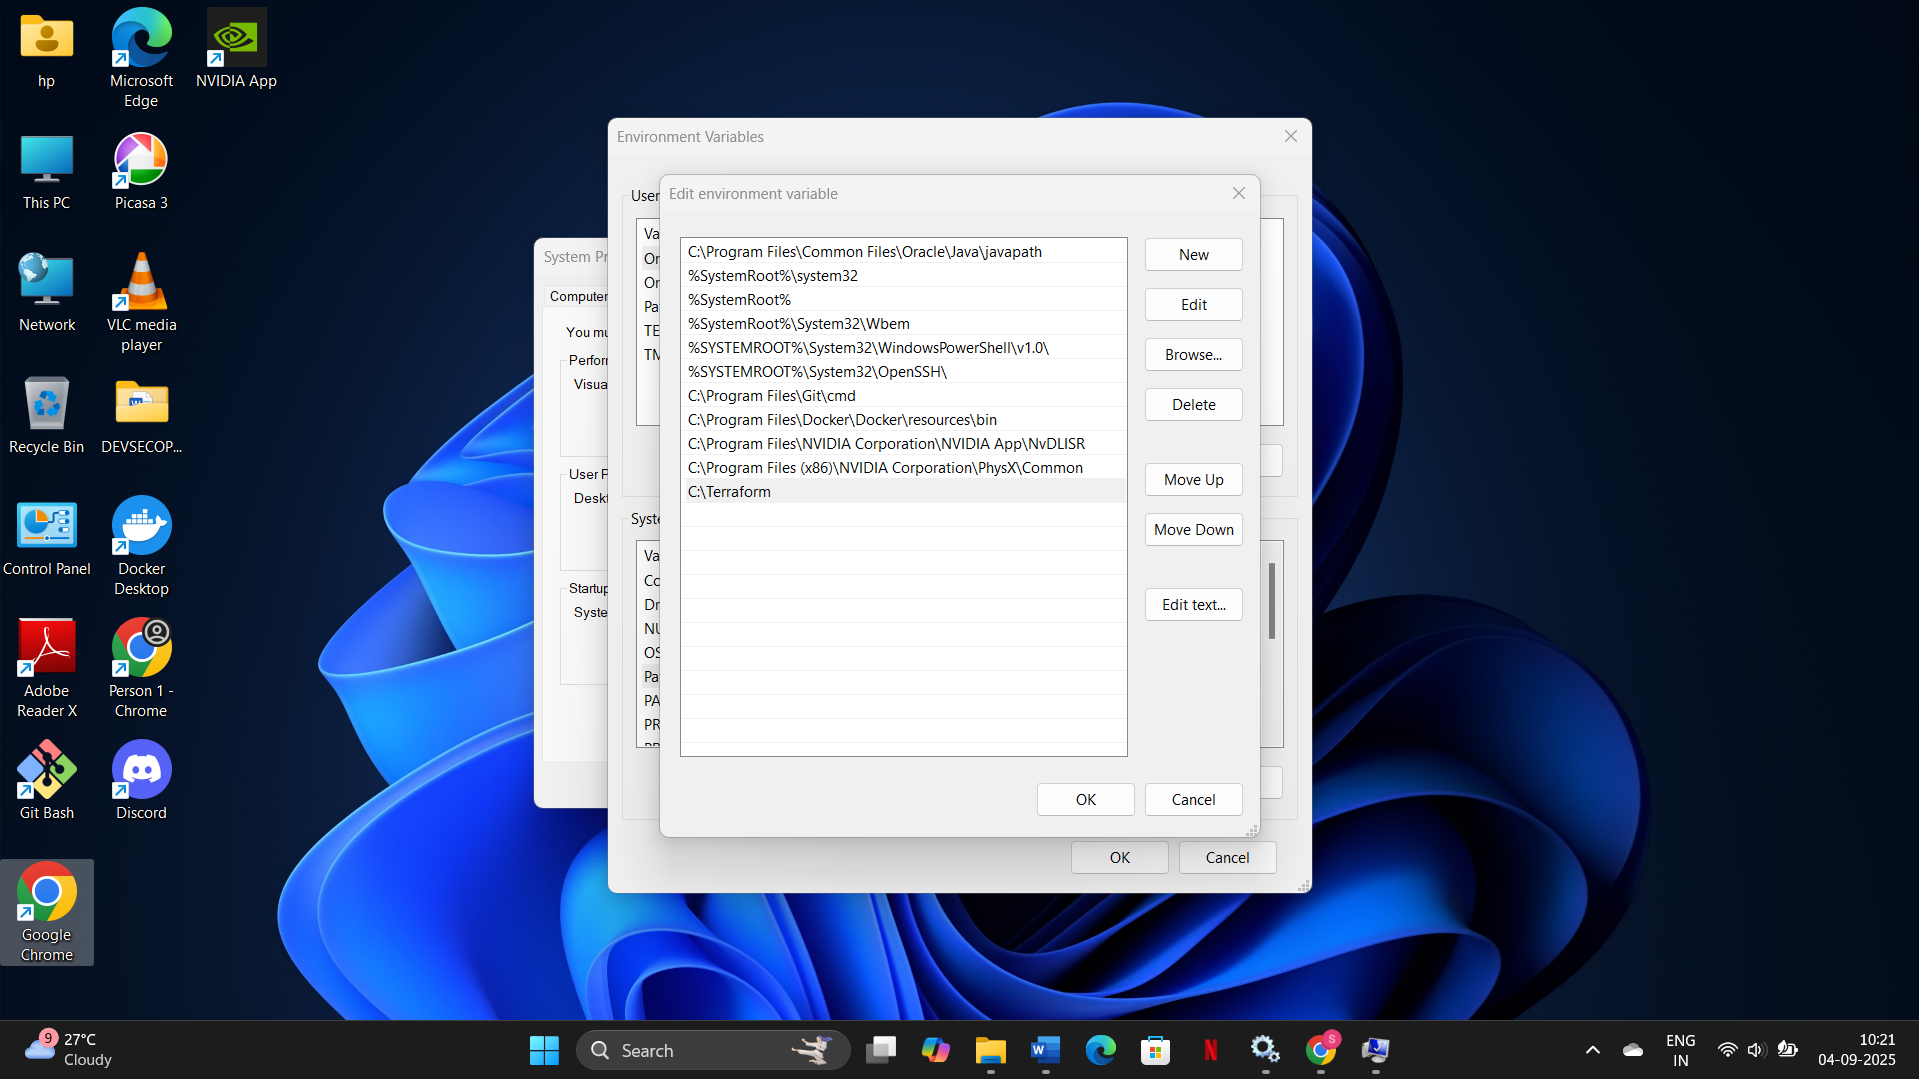 hp
Microsoft
Edge
NVIDIA App
This PC
Picasa 3
Network
VLC media
player
Recycle Bin
DEVSECOP...
Control Panel
Docker
Desktop
Adobe
Reader X
Person 1 -
Chrome
Git Bash
Discord
Google
Chrome
Environment Variables
User
Va
On
On
Pa
TE
TM
System Pr
Computer
You mu
Perform
Visua
User P
Deskt
Startup
Syste
Syste
Va
Co
Dr
NU
OS
Pa
PA
PR
Edit environment variable
C:\Program Files\Common Files\Oracle\Java\javapath
%SystemRoot%\system32
%SystemRoot%
%SystemRoot%\System32\Wbem
%SYSTEMROOT%\System32\WindowsPowerShell\v1.0\
%SYSTEMROOT%\System32\OpenSSH\
C:\Program Files\Git\cmd
C:\Program Files\Docker\Docker\resources\bin
C:\Program Files\NVIDIA Corporation\NVIDIA App\NvDLISR
C:\Program Files (x86)\NVIDIA Corporation\PhysX\Common
C:\Terraform
New
Edit
Browse...
Delete
Move Up
Move Down
Edit text...
OK
Cancel
OK
Cancel
9
27°C
Cloudy
Search
S
ENG
IN
10:21
04-09-2025